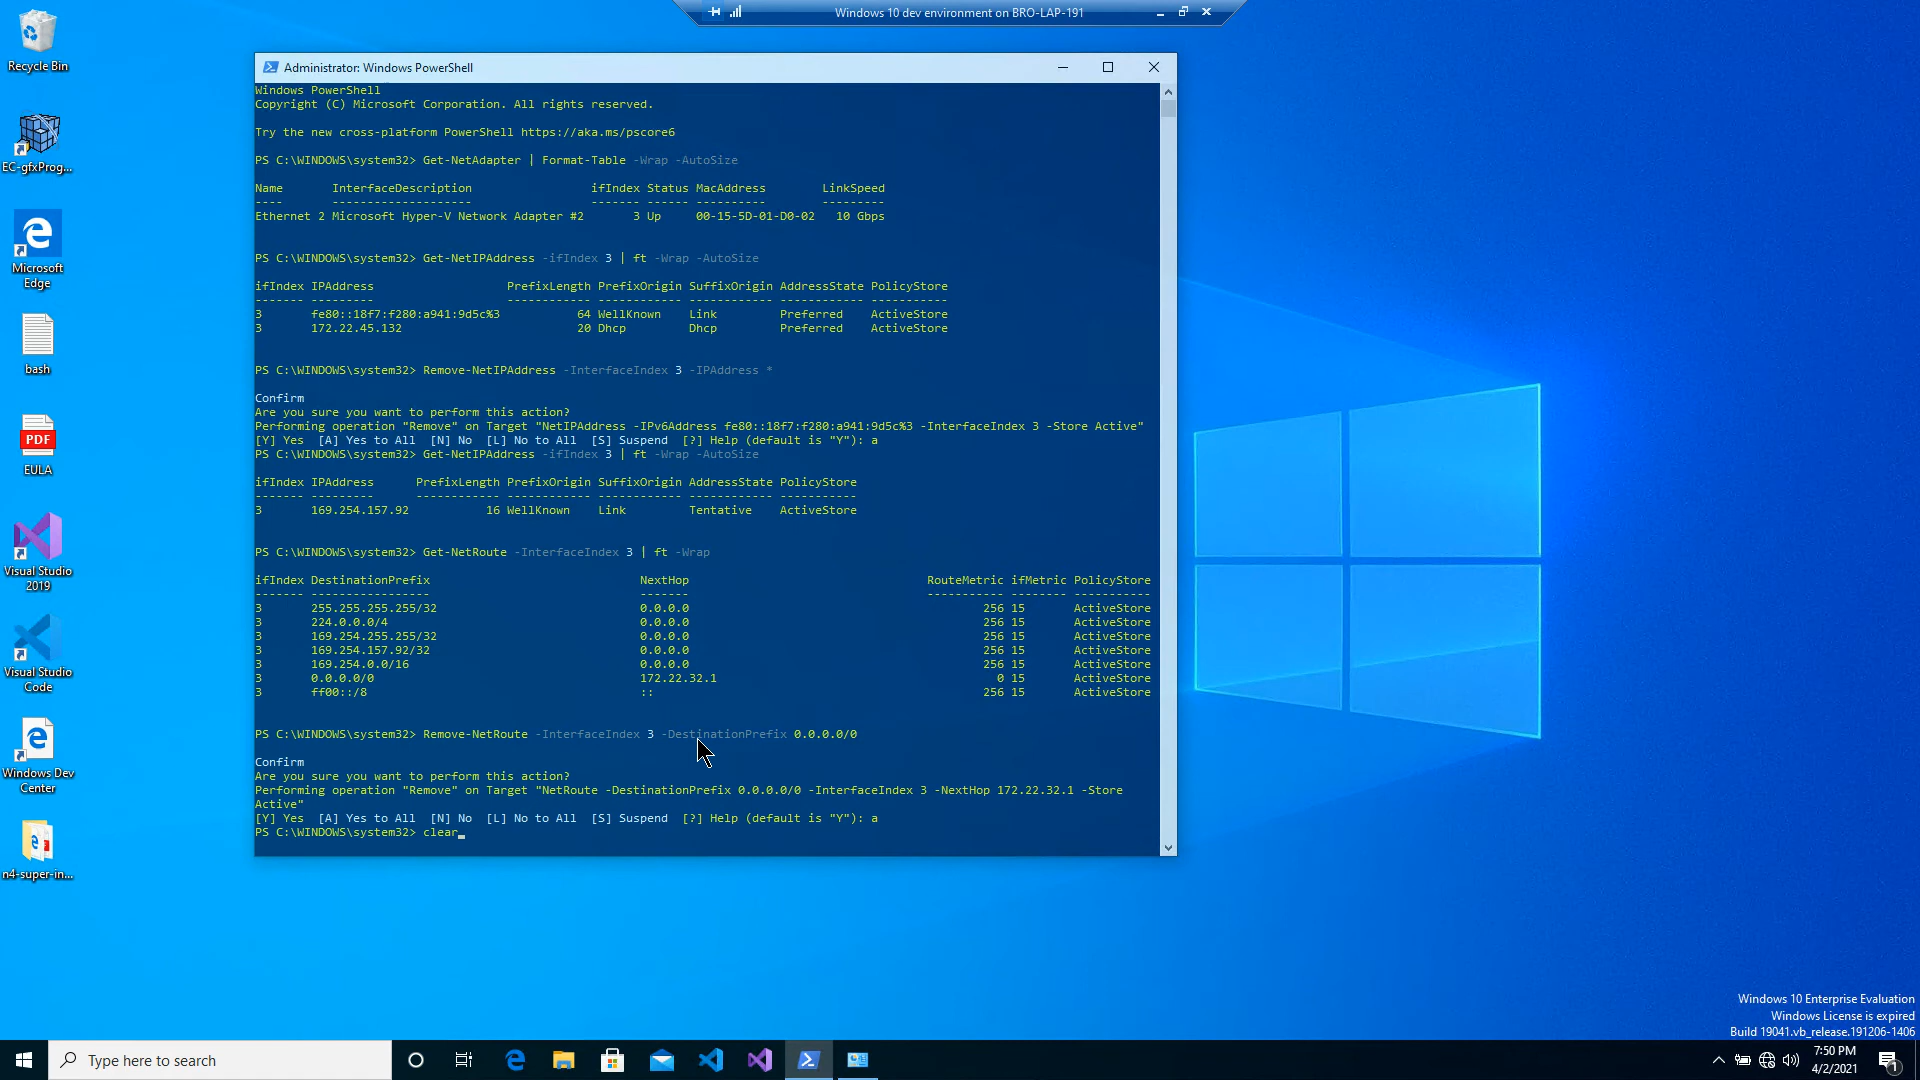 Windows 10 dev environment on BRO-LAP-191
Recycle Bin
EC-gfxProg...
Microsoft
Edge
bash
PDF
EULA
Visual Studio
2019
Visual Studio
Code
Windows Dev
Center
n4-super-in...
Administrator: Windows PowerShell
Windows PowerShell
Copyright (C) Microsoft Corporation. All rights reserved.
Try the new cross-platform PowerShell https://aka.ms/pscore6
PS C:\WINDOWS\system32> Get-NetAdapter | Format-Table -Wrap -AutoSize
Name       InterfaceDescription                 ifIndex Status MacAddress        LinkSpeed
----       --------------------                 ------- ------ ----------        ---------
Ethernet 2 Microsoft Hyper-V Network Adapter #2       3 Up     00-15-5D-01-D0-02   10 Gbps
PS C:\WINDOWS\system32> Get-NetIPAddress -ifIndex 3 | ft -Wrap -AutoSize
ifIndex IPAddress                   PrefixLength PrefixOrigin SuffixOrigin AddressState PolicyStore
------- ---------                   ------------ ------------ ------------ ------------ -----------
3       fe80::18f7:f280:a941:9d5c%3           64 WellKnown    Link         Preferred    ActiveStore
3       172.22.45.132                         20 Dhcp         Dhcp         Preferred    ActiveStore
PS C:\WINDOWS\system32> Remove-NetIPAddress -InterfaceIndex 3 -IPAddress *
Confirm
Are you sure you want to perform this action?
Performing operation "Remove" on Target "NetIPAddress -IPv6Address fe80::18f7:f280:a941:9d5c%3 -InterfaceIndex 3 -Store Active"
[Y] Yes  [A] Yes to All  [N] No  [L] No to All  [S] Suspend  [?] Help (default is "Y"): a
PS C:\WINDOWS\system32> Get-NetIPAddress -ifIndex 3 | ft -Wrap -AutoSize
ifIndex IPAddress      PrefixLength PrefixOrigin SuffixOrigin AddressState PolicyStore
------- ---------      ------------ ------------ ------------ ------------ -----------
3       169.254.157.92           16 WellKnown    Link         Tentative    ActiveStore
PS C:\WINDOWS\system32> Get-NetRoute -InterfaceIndex 3 | ft -Wrap
ifIndex DestinationPrefix                              NextHop                                  RouteMetric ifMetric PolicyStore
------- -----------------                              -------                                  ----------- -------- -----------
3       255.255.255.255/32                             0.0.0.0                                          256 15       ActiveStore
3       224.0.0.0/4                                    0.0.0.0                                          256 15       ActiveStore
3       169.254.255.255/32                             0.0.0.0                                          256 15       ActiveStore
3       169.254.157.92/32                              0.0.0.0                                          256 15       ActiveStore
3       169.254.0.0/16                                 0.0.0.0                                          256 15       ActiveStore
3       0.0.0.0/0                                      172.22.32.1                                        0 15       ActiveStore
3       ff00::/8                                       ::                                               256 15       ActiveStore
PS C:\WINDOWS\system32> Remove-NetRoute -InterfaceIndex 3 -DestinationPrefix 0.0.0.0/0
Confirm
Are you sure you want to perform this action?
Performing operation "Remove" on Target "NetRoute -DestinationPrefix 0.0.0.0/0 -InterfaceIndex 3 -NextHop 172.22.32.1 -Store
Active"
[Y] Yes  [A] Yes to All  [N] No  [L] No to All  [S] Suspend  [?] Help (default is "Y"): a
PS C:\WINDOWS\system32> clear
Windows 10 Enterprise Evaluation
Windows License is expired
Build 19041.vb_release.191206-1406
Type here to search
7:50 PM
4/2/2021
1